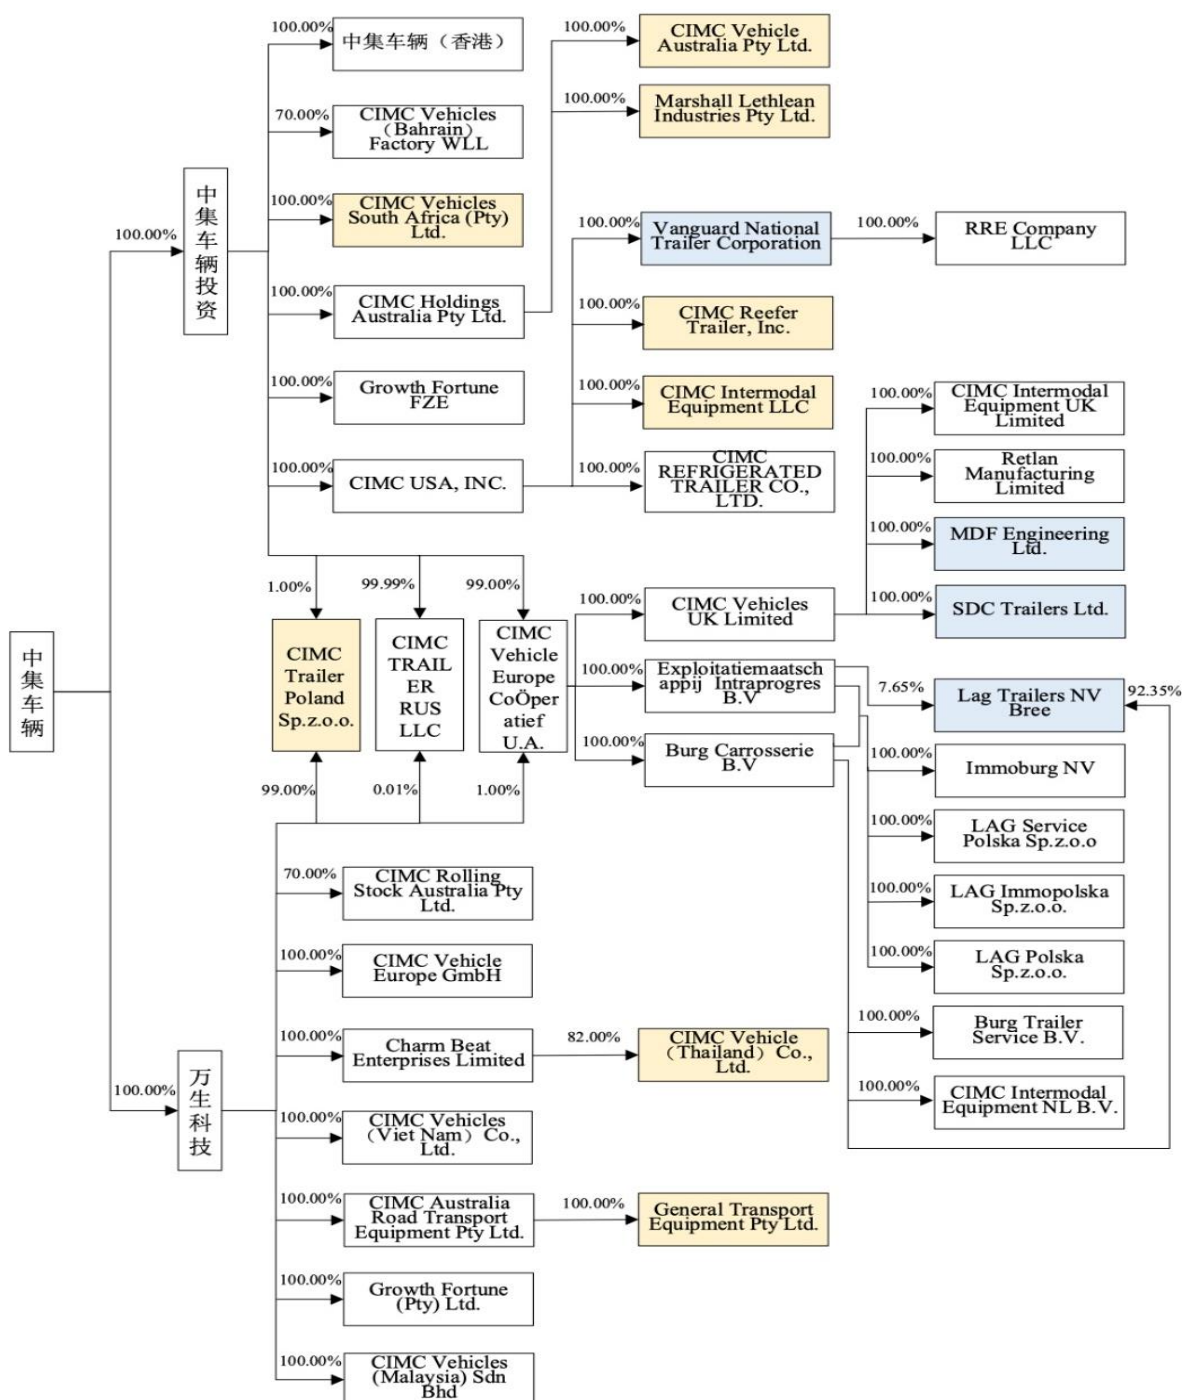 100.00%
中集车辆（香港）
100.00%
CIMC Vehicle
Australia Pty Ltd.
100.00%
Marshall Lethlean
Industries Pty Ltd.
70.00%
CIMC Vehicles
（Bahrain）
Factory WLL
100.00%
中集车辆投资
100.00%
CIMC Vehicles
South Africa (Pty)
Ltd.
100.00%
Vanguard National
Trailer Corporation
100.00%
RRE Company
LLC
100.00%
CIMC Holdings
Australia Pty Ltd.
100.00%
CIMC Reefer
Trailer, Inc.
100.00%
Growth Fortune
FZE
100.00%
CIMC Intermodal
Equipment LLC
100.00%
CIMC Intermodal
Equipment UK
Limited
100.00%
CIMC USA, INC.
100.00%
CIMC
REFRIGERATED
TRAILER CO.,
LTD.
100.00%
Retlan
Manufacturing
Limited
100.00%
MDF Engineering
Ltd.
1.00%
99.99%
99.00%
100.00%
CIMC Vehicles
UK Limited
100.00%
SDC Trailers Ltd.
中集车辆
CIMC
Trailer
Poland
Sp.z.o.o.
CIMC
TRAIL
ER
RUS
LLC
CIMC
Vehicle
Europe
CoÖper
atief
U.A.
100.00%
Exploitatiemaatsch
appij Intraprogres
B.V
7.65%
Lag Trailers NV
Bree
92.35%
100.00%
Burg Carrosserie
B.V
100.00%
Immoburg NV
99.00%
0.01%
1.00%
100.00%
LAG Service
Polska Sp.z.o.o
70.00%
CIMC Rolling
Stock Australia Pty
Ltd.
100.00%
LAG Immopolska
Sp.z.o.o.
100.00%
CIMC Vehicle
Europe GmbH
100.00%
LAG Polska
Sp.z.o.o.
100.00%
Charm Beat
Enterprises Limited
82.00%
CIMC Vehicle
（Thailand）Co.,
Ltd.
100.00%
Burg Trailer
Service B.V.
100.00%
万生科技
100.00%
CIMC Vehicles
（Viet Nam）Co.,
Ltd.
100.00%
CIMC Intermodal
Equipment NL B.V.
100.00%
CIMC Australia
Road Transport
Equipment Pty Ltd.
100.00%
General Transport
Equipment Pty Ltd.
100.00%
Growth Fortune
(Pty) Ltd.
100.00%
CIMC Vehicles
(Malaysia) Sdn
Bhd